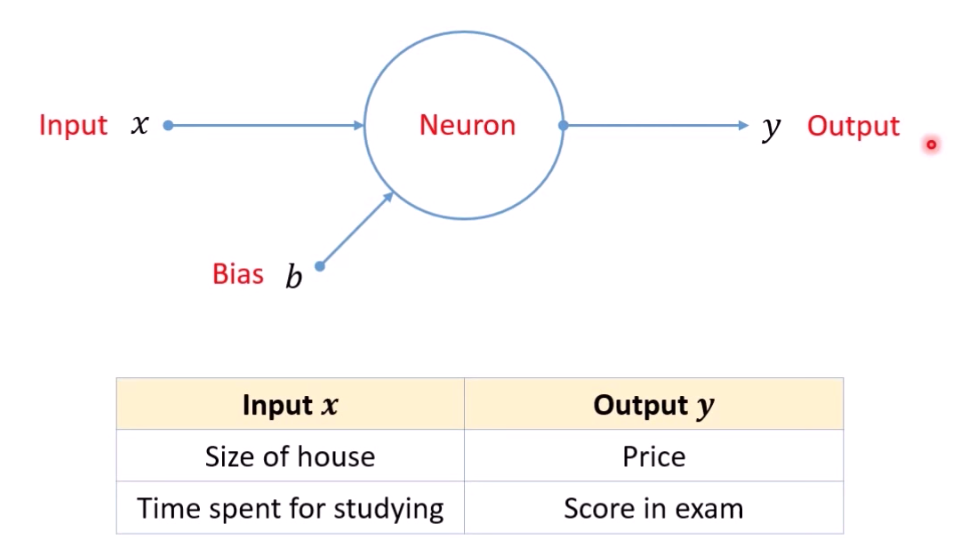 Input x Neuron y Output
Bias b
Input x Output y
Size of house Price
Time spent for studying Score in exam